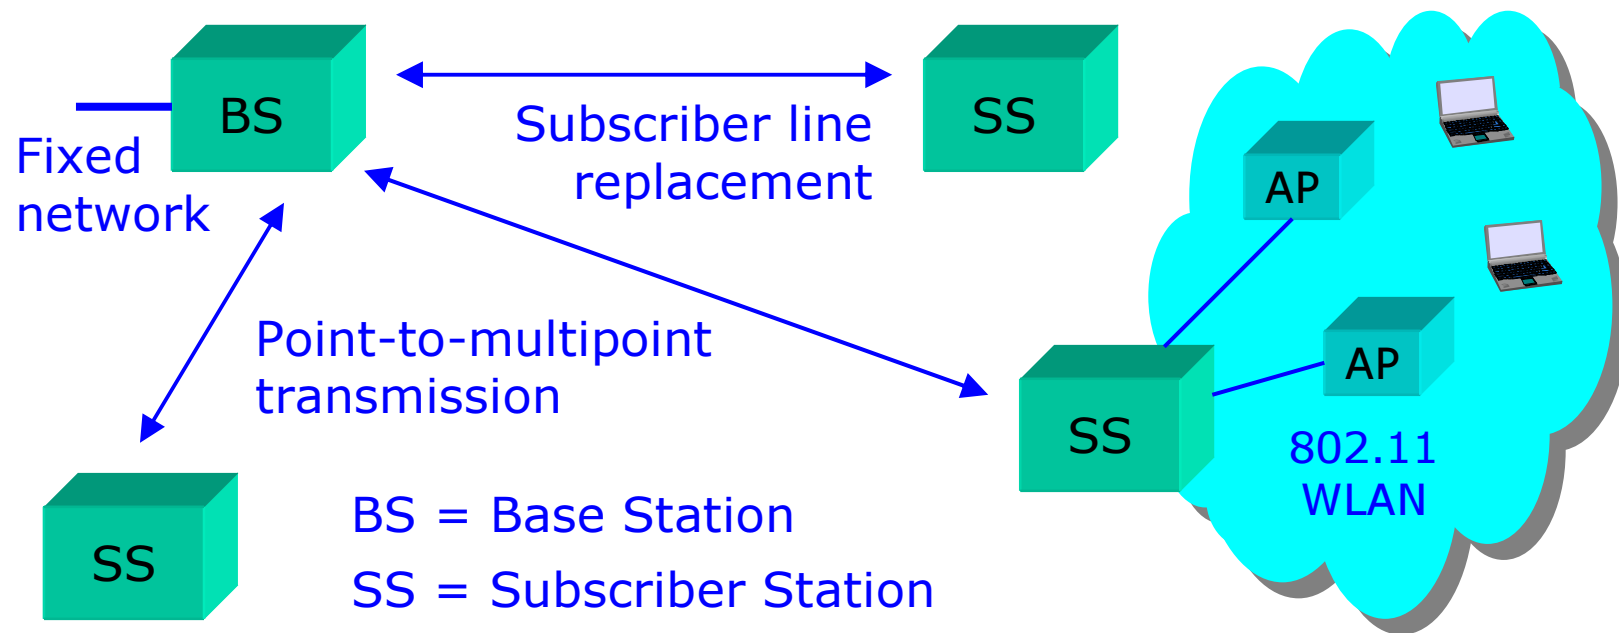 BS
Fixed
network
Subscriber line
replacement
SS
AP
Point-to-multipoint
transmission
AP
SS
802.11
WLAN
SS
BS = Base Station
SS = Subscriber Station